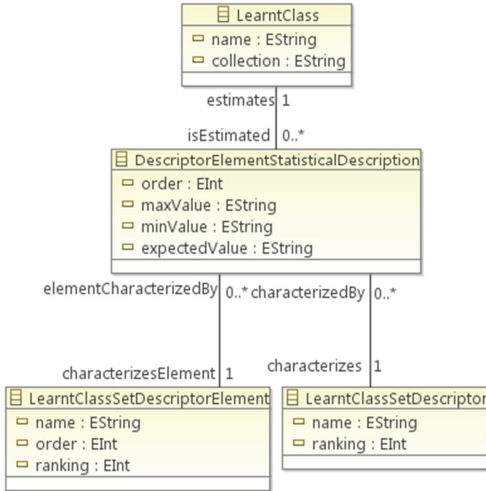 LearntClass
name : EString
collection : EString
estimates 1
isEstimated 0..*
DescriptorElementStatisticalDescription
order : EInt
maxValue : EString
minValue : EString
expectedValue : EString
elementCharacterizedBy 0..* characterizedBy 0..*
characterizesElement 1 characterizes 1
LearntClassSetDescriptorElement LearntClassSetDescriptor
name : EString name : EString
order : EInt ranking : EInt
ranking : EInt